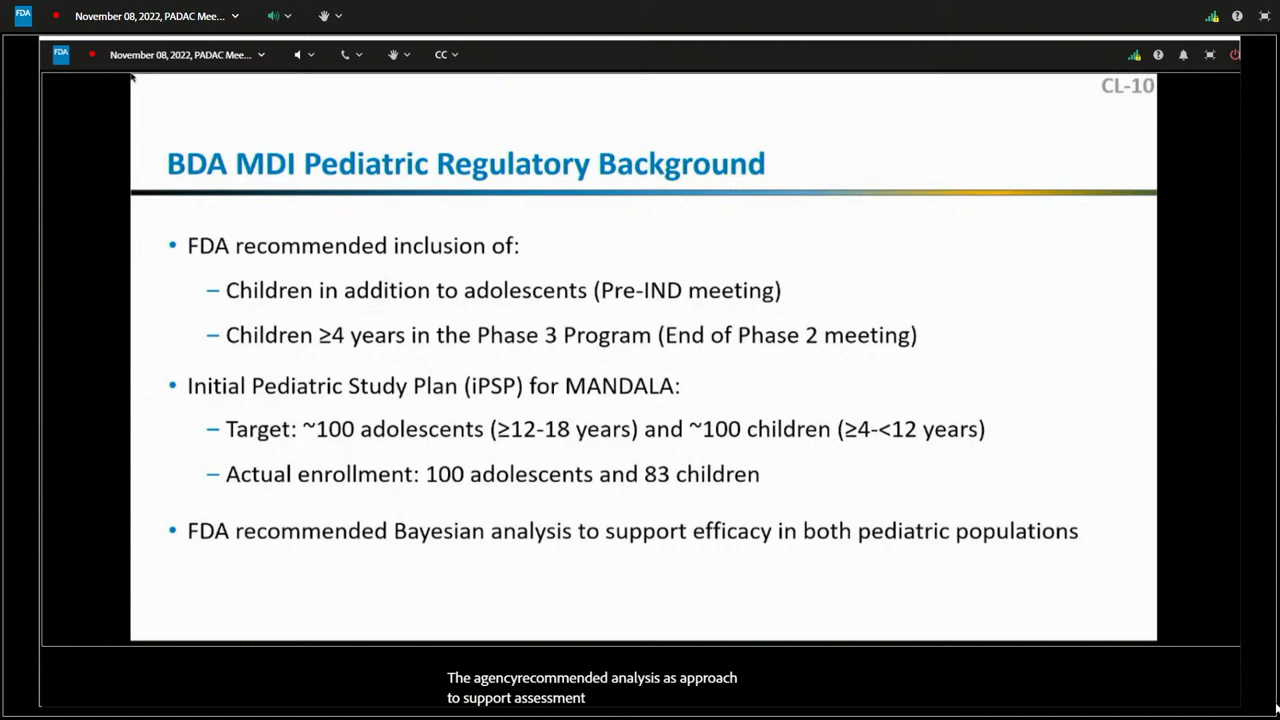 FDA
November 08, 2022, PADAC Mee...
FDA
November 08, 2022, PADAC Mee...
CC
CL-10
BDA MDI Pediatric Regulatory Background
• FDA recommended inclusion of:
– Children in addition to adolescents (Pre-IND meeting)
– Children ≥4 years in the Phase 3 Program (End of Phase 2 meeting)
• Initial Pediatric Study Plan (iPSP) for MANDALA:
– Target: ~100 adolescents (≥12-18 years) and ~100 children (≥4-<12 years)
– Actual enrollment: 100 adolescents and 83 children
• FDA recommended Bayesian analysis to support efficacy in both pediatric populations
The agencyrecommended analysis as approach
to support assessment